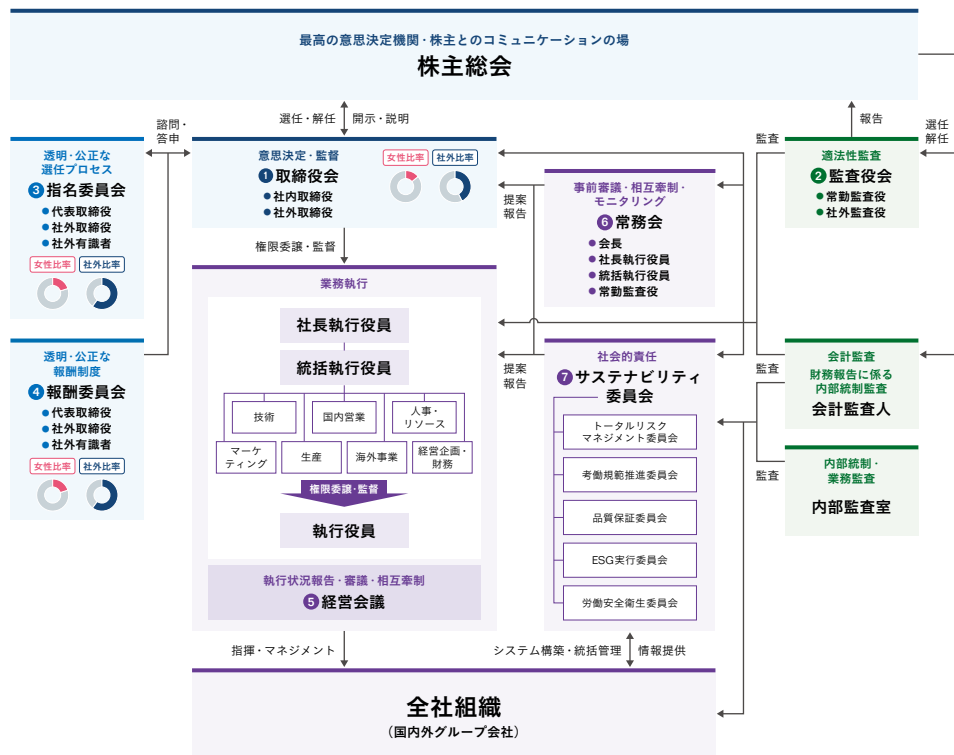 最高の意思決定機関・株主とのコミュニケーションの場
株主総会
選任・解任
開示・説明
諮問・
答申
報告
選任
解任
監査
透明・公正な
選任プロセス
3 指名委員会
● 代表取締役
● 社外取締役
● 社外有識者
女性比率
社外比率
意思決定・監督
1 取締役会
● 社内取締役
● 社外取締役
女性比率
社外比率
提案
報告
事前審議・相互牽制・
モニタリング
6 常務会
● 会長
● 社長執行役員
● 統括執行役員
● 常勤監査役
適法性監査
2 監査役会
● 常勤監査役
● 社外監査役
権限委譲・監督
透明・公正な
報酬制度
4 報酬委員会
● 代表取締役
● 社外取締役
● 社外有識者
女性比率
社外比率
業務執行
社長執行役員
統括執行役員
技術
国内営業
人事・
リソース
マーケ
ティング
生産
海外事業
経営企画・
財務
権限委譲・監督
執行役員
執行状況報告・審議・相互牽制
5 経営会議
提案
報告
社会的責任
7 サステナビリティ
委員会
トータルリスク
マネジメント委員会
考働規範推進委員会
品質保証委員会
ESG実行委員会
労働安全衛生委員会
監査
会計監査
財務報告に係る
内部統制監査
会計監査人
監査
内部統制・
業務監査
内部監査室
指揮・マネジメント
システム構築・統括管理
情報提供
全社組織
（国内外グループ会社）